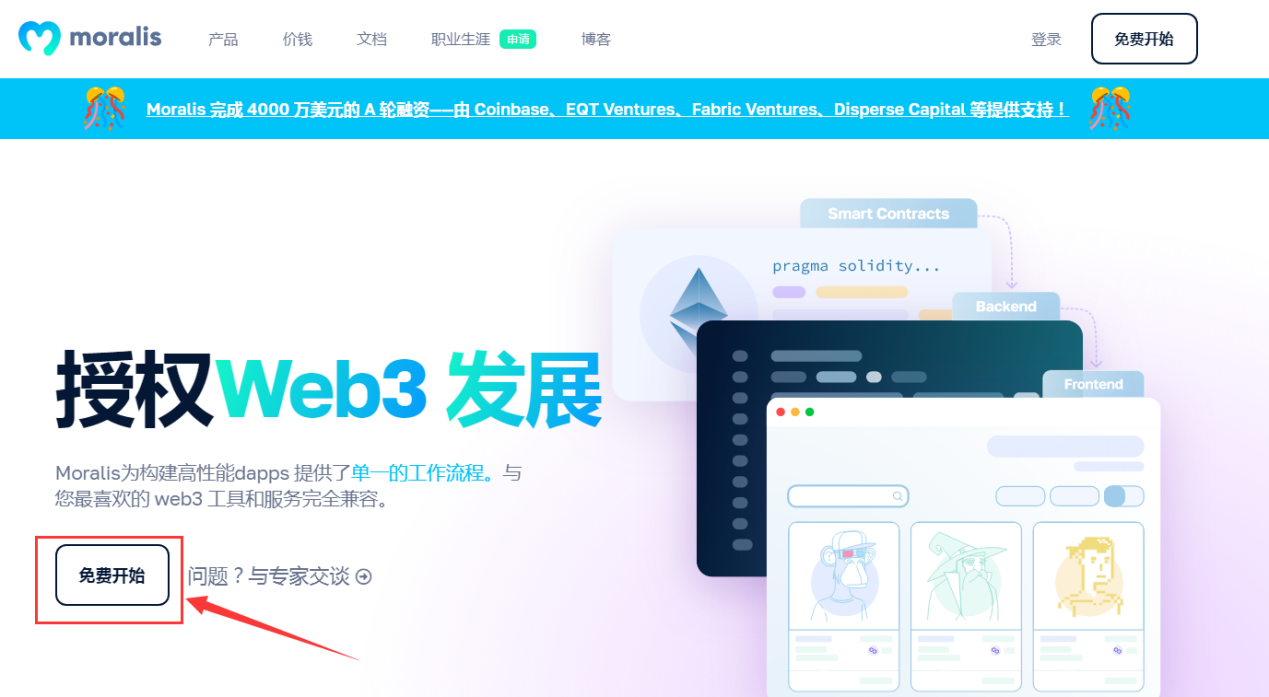 moralis 产品 价钱 文档 职业生涯 申请 博客 登录 免费开始
Moralis 完成 4000 万美元的 A 轮融资——由 Coinbase、EQT Ventures、Fabric Ventures、Disperse Capital 等提供支持！
Smart Contracts
pragma solidity...
Backend
Frontend
授权Web3 发展
Moralis为构建高性能dapps 提供了单一的工作流程。与
您最喜欢的 web3 工具和服务完全兼容。
免费开始 问题？与专家交谈